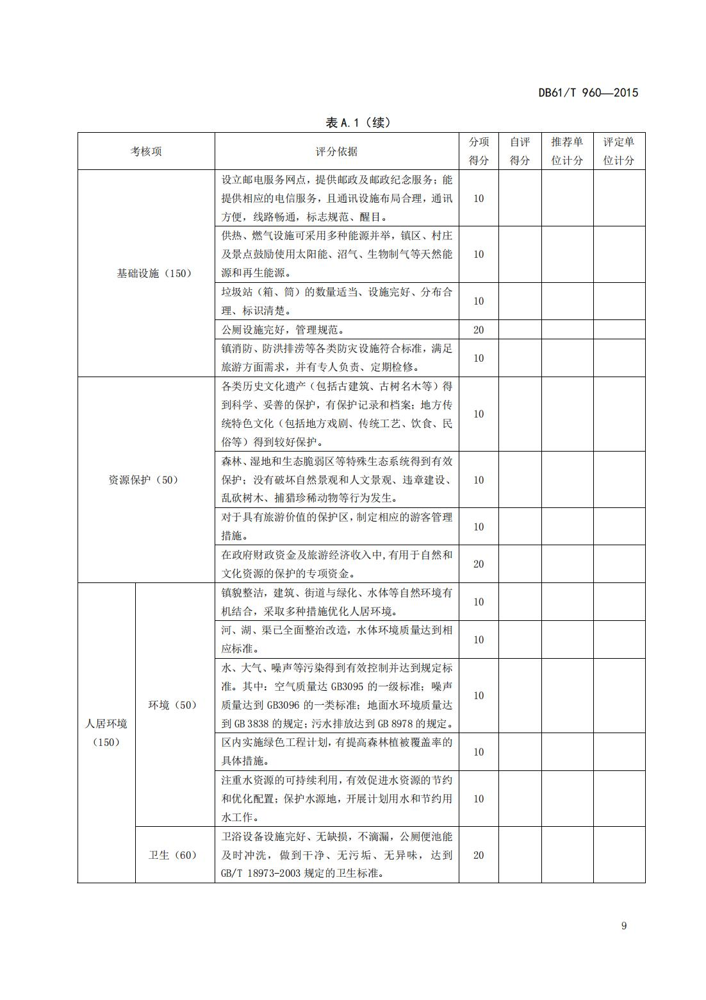 DB61/T 960—2015
表 A.1（续）
考核项
评分依据
分项
得分
自评
得分
推荐单
位计分
评定单
位计分
基础设施（150）
设立邮电服务网点，提供邮政及邮政纪念服务；能
提供相应的电信服务，且通讯设施布局合理，通讯
方便，线路畅通，标志规范、醒目。
10
供热、燃气设施可采用多种能源并举，镇区、村庄
及景点鼓励使用太阳能、沼气、生物制气等天然能
源和再生能源。
10
垃圾站（箱、筒）的数量适当、设施完好、分布合
理、标识清楚。
10
公厕设施完好，管理规范。
20
镇消防、防洪排涝等各类防灾设施符合标准，满足
旅游方面需求，并有专人负责、定期检修。
10
资源保护（50）
各类历史文化遗产（包括古建筑、古树名木等）得
到科学、妥善的保护，有保护记录和档案；地方传
统特色文化（包括地方戏剧、传统工艺、饮食、民
俗等）得到较好保护。
10
森林、湿地和生态脆弱区等特殊生态系统得到有效
保护；没有破坏自然景观和人文景观、违章建设、
乱砍树木、捕猎珍稀动物等行为发生。
10
对于具有旅游价值的保护区，制定相应的游客管理
措施。
10
在政府财政资金及旅游经济收入中,有用于自然和
文化资源的保护的专项资金。
20
人居环境
（150）
环境（50）
镇貌整洁，建筑、街道与绿化、水体等自然环境有
机结合，采取多种措施优化人居环境。
10
河、湖、渠已全面整治改造，水体环境质量达到相
应标准。
10
水、大气、噪声等污染得到有效控制并达到规定标
准。其中：空气质量达 GB3095 的一级标准；噪声
质量达到 GB3096 的一类标准；地面水环境质量达
到 GB 3838 的规定；污水排放达到 GB 8978 的规定。
10
区内实施绿色工程计划，有提高森林植被覆盖率的
具体措施。
10
注重水资源的可持续利用，有效促进水资源的节约
和优化配置；保护水源地，开展计划用水和节约用
水工作。
10
卫生（60）
卫浴设备设施完好、无缺损，不滴漏，公厕便池能
及时冲洗，做到干净、无污垢、无异味，达到
GB/T 18973-2003 规定的卫生标准。
20
9